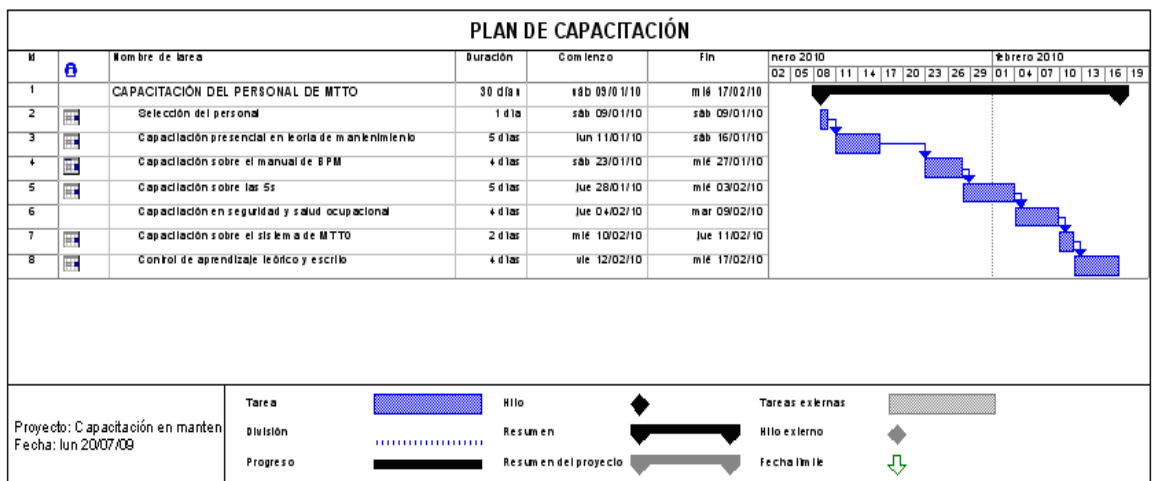 PLAN DE CAPACITACIÓN
Id Nombre de tarea Duración Comienzo Fin nero 2010 febrero 2010
02 05 08 11 14 17 20 23 26 29 01 04 07 10 13 16 19
1 CAPACITACIÓN DEL PERSONAL DE MTTO 30 días sáb 09/01/10 mié 17/02/10
2 Selección del personal 1 día sáb 09/01/10 sáb 09/01/10
3 Capacitación presencial en teoría de mantenimiento 5 días lun 11/01/10 sáb 16/01/10
4 Capacitación sobre el manual de BPM 4 días sáb 23/01/10 mié 27/01/10
5 Capacitación sobre las 5s 5 días jue 28/01/10 mié 03/02/10
6 Capacitación en seguridad y salud ocupacional 4 días jue 04/02/10 mar 09/02/10
7 Capacitación sobre el sistema de MTTO 2 días mié 10/02/10 jue 11/02/10
8 Control de aprendizaje teórico y escrito 4 días vie 12/02/10 mié 17/02/10
Proyecto: Capacitación en manten
Fecha: lun 20/07/09
Tarea Hito Tareas externas
División Resumen Hito externo
Progreso Resumen del proyecto Fecha límite